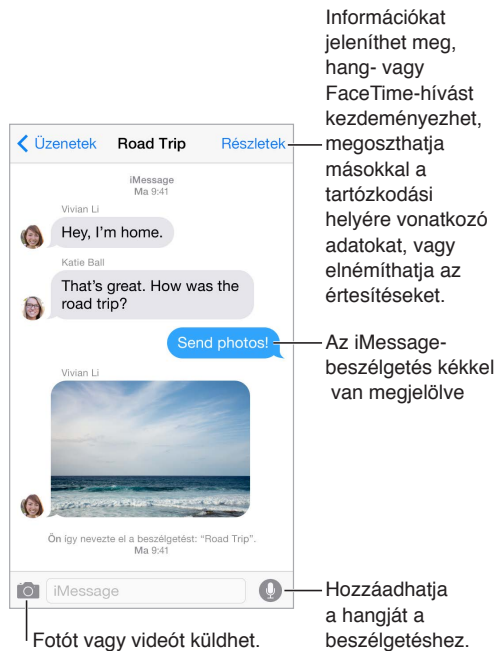 Információkat
jeleníthet meg,
hang- vagy
FaceTime-hívást
kezdeményezhet,
megoszthatja
másokkal a
tartózkodási
helyére vonatkozó
adatokat, vagy
elnémíthatja az
értesítéseket.
Üzenetek Road Trip Részletek
iMessage
Ma 9:41
Vivian Li
Hey, I'm home.
Katie Ball
That's great. How was the
road trip?
Send photos!
Az iMessage-
beszélgetés kékkel
van megjelölve
Vivian Li
Ön így nevezte el a beszélgetést: “Road Trip”.
Ma 9:41
iMessage
Hozzáadhatja
a hangját a
beszélgetéshez.
Fotót vagy videót küldhet.